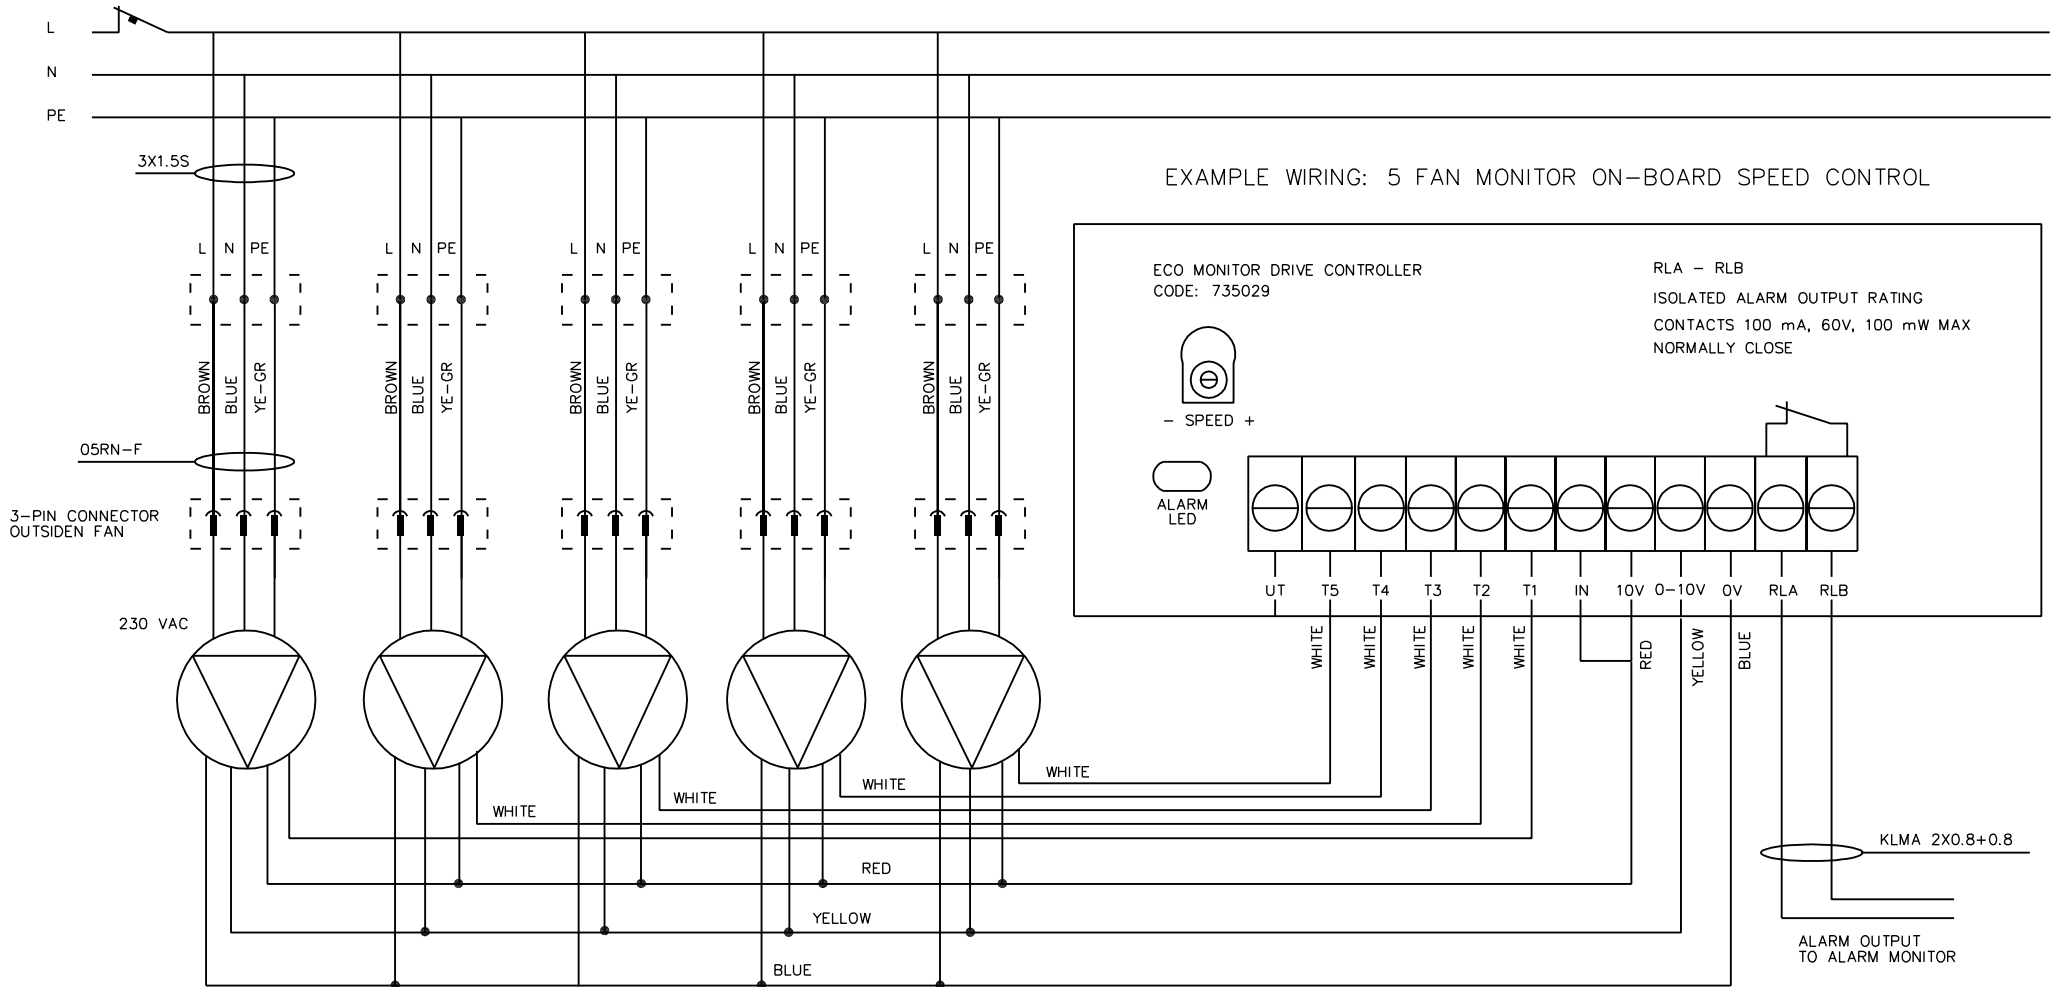 L
N
PE
3X1.5S
EXAMPLE WIRING: 5 FAN MONITOR ON-BOARD SPEED CONTROL
L N PE
L N PE
L N PE
L N PE
L N PE
ECO MONITOR DRIVE CONTROLLER
CODE: 735029
RLA - RLB
ISOLATED ALARM OUTPUT RATING
CONTACTS 100 mA, 60V, 100 mW MAX
NORMALLY CLOSE
BROWN BLUE YE-GR
BROWN BLUE YE-GR
BROWN BLUE YE-GR
BROWN BLUE YE-GR
BROWN BLUE YE-GR
- SPEED +
05RN-F
ALARM
LED
3-PIN CONNECTOR
OUTSIDEN FAN
UT T5 T4 T3 T2 T1 IN 10V 0-10V 0V RLA RLB
230 VAC
WHITE WHITE WHITE WHITE WHITE RED YELLOW BLUE
WHITE
WHITE
WHITE
WHITE
KLMA 2X0.8+0.8
RED
YELLOW
ALARM OUTPUT
TO ALARM MONITOR
BLUE